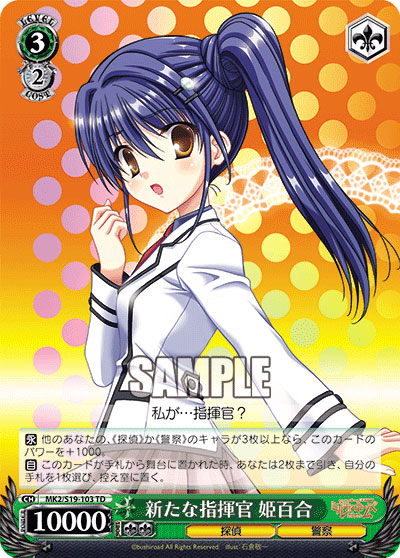 LEVEL
3
2
COST
SAMPLE
私が…指揮官？
永 他のあなたの、《探偵》か《警察》のキャラが3枚以上なら、このカードの
パワーを＋1000。
自 このカードが手札から舞台に置かれた時、あなたは2枚まで引き、自分の
手札を1枚選び、控え室に置く。
CH MK2/S19-103 TD
POWER
10000
新たな指揮官 姫百合
探偵
警察
©bushiroad All Rights Reserved. illust：石倉敬一